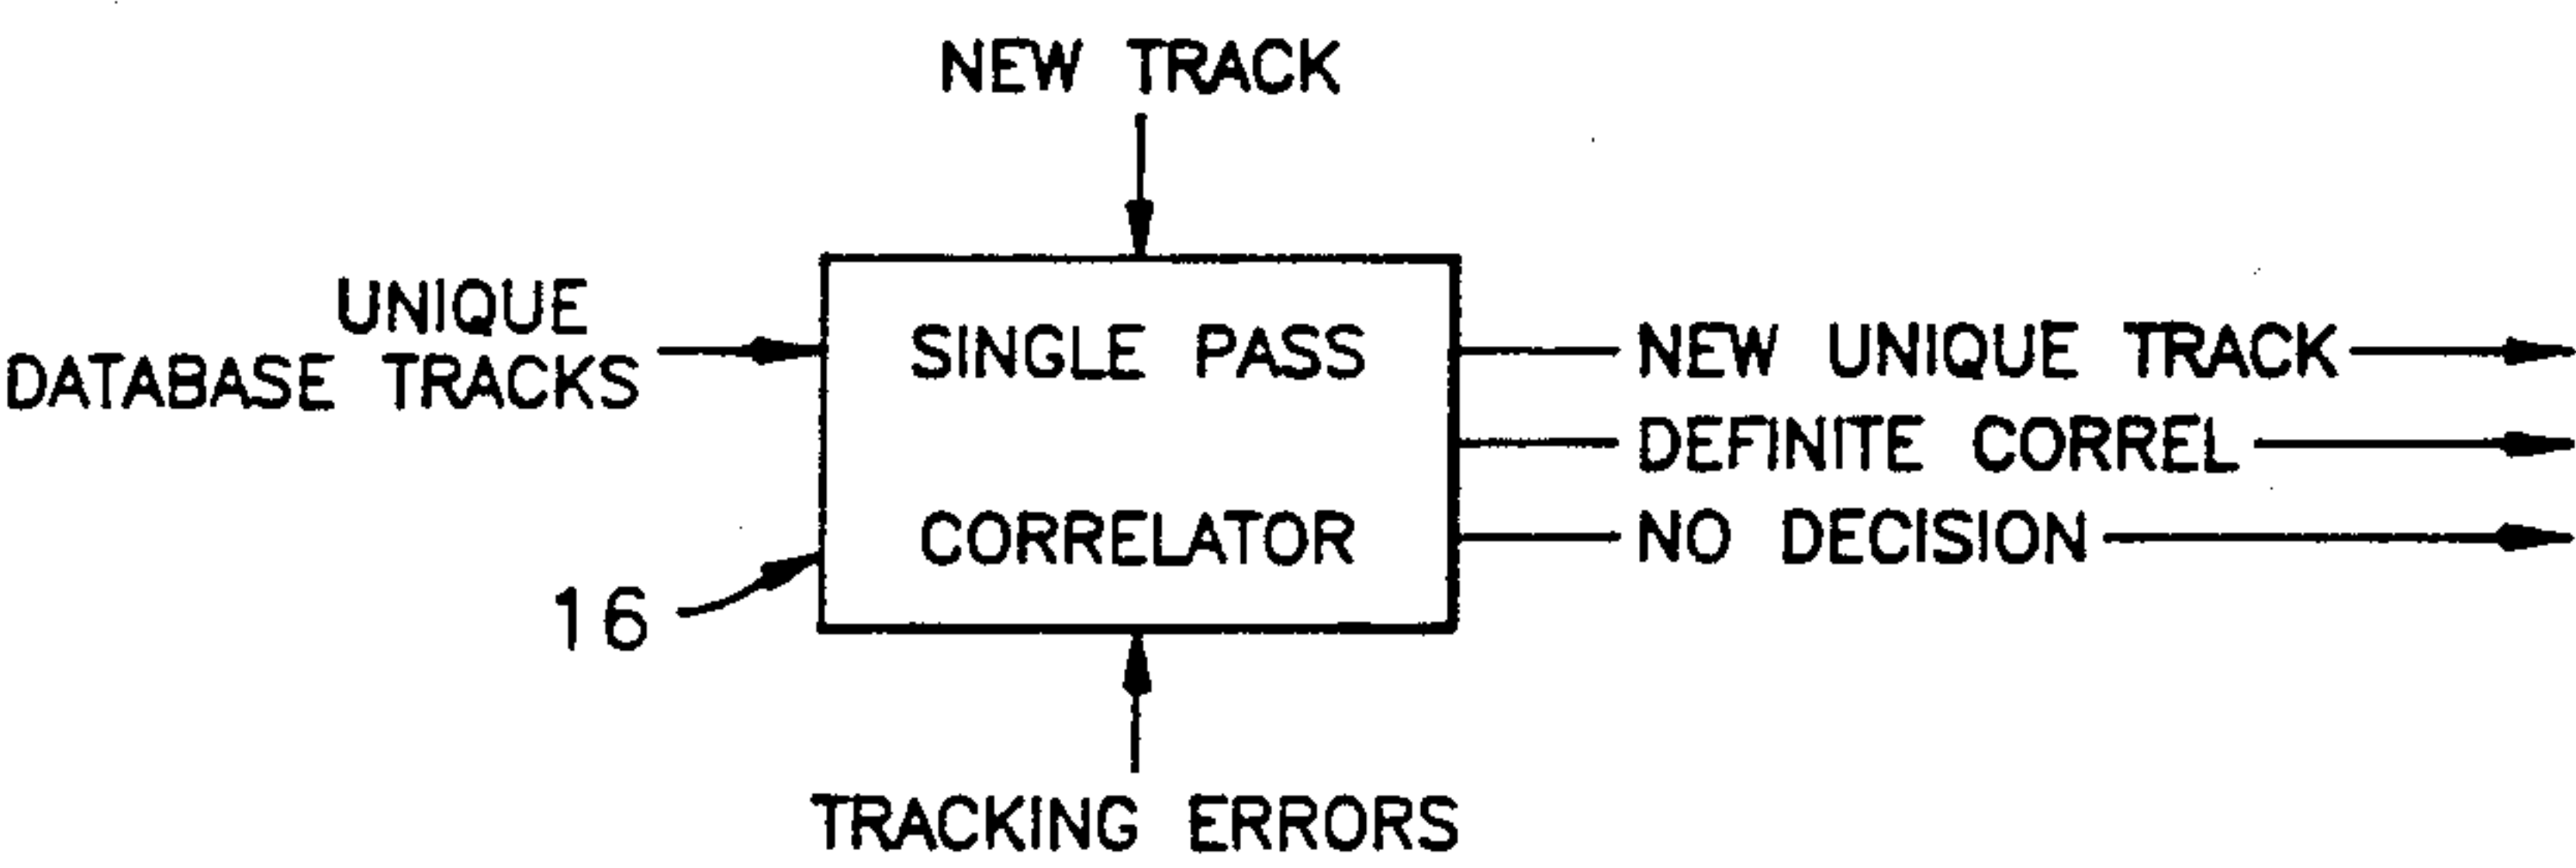 NEW TRACK
UNIQUE
DATABASE TRACKS
SINGLE PASS
CORRELATOR
NEW UNIQUE TRACK
DEFINITE CORREL
NO DECISION
16
TRACKING ERRORS